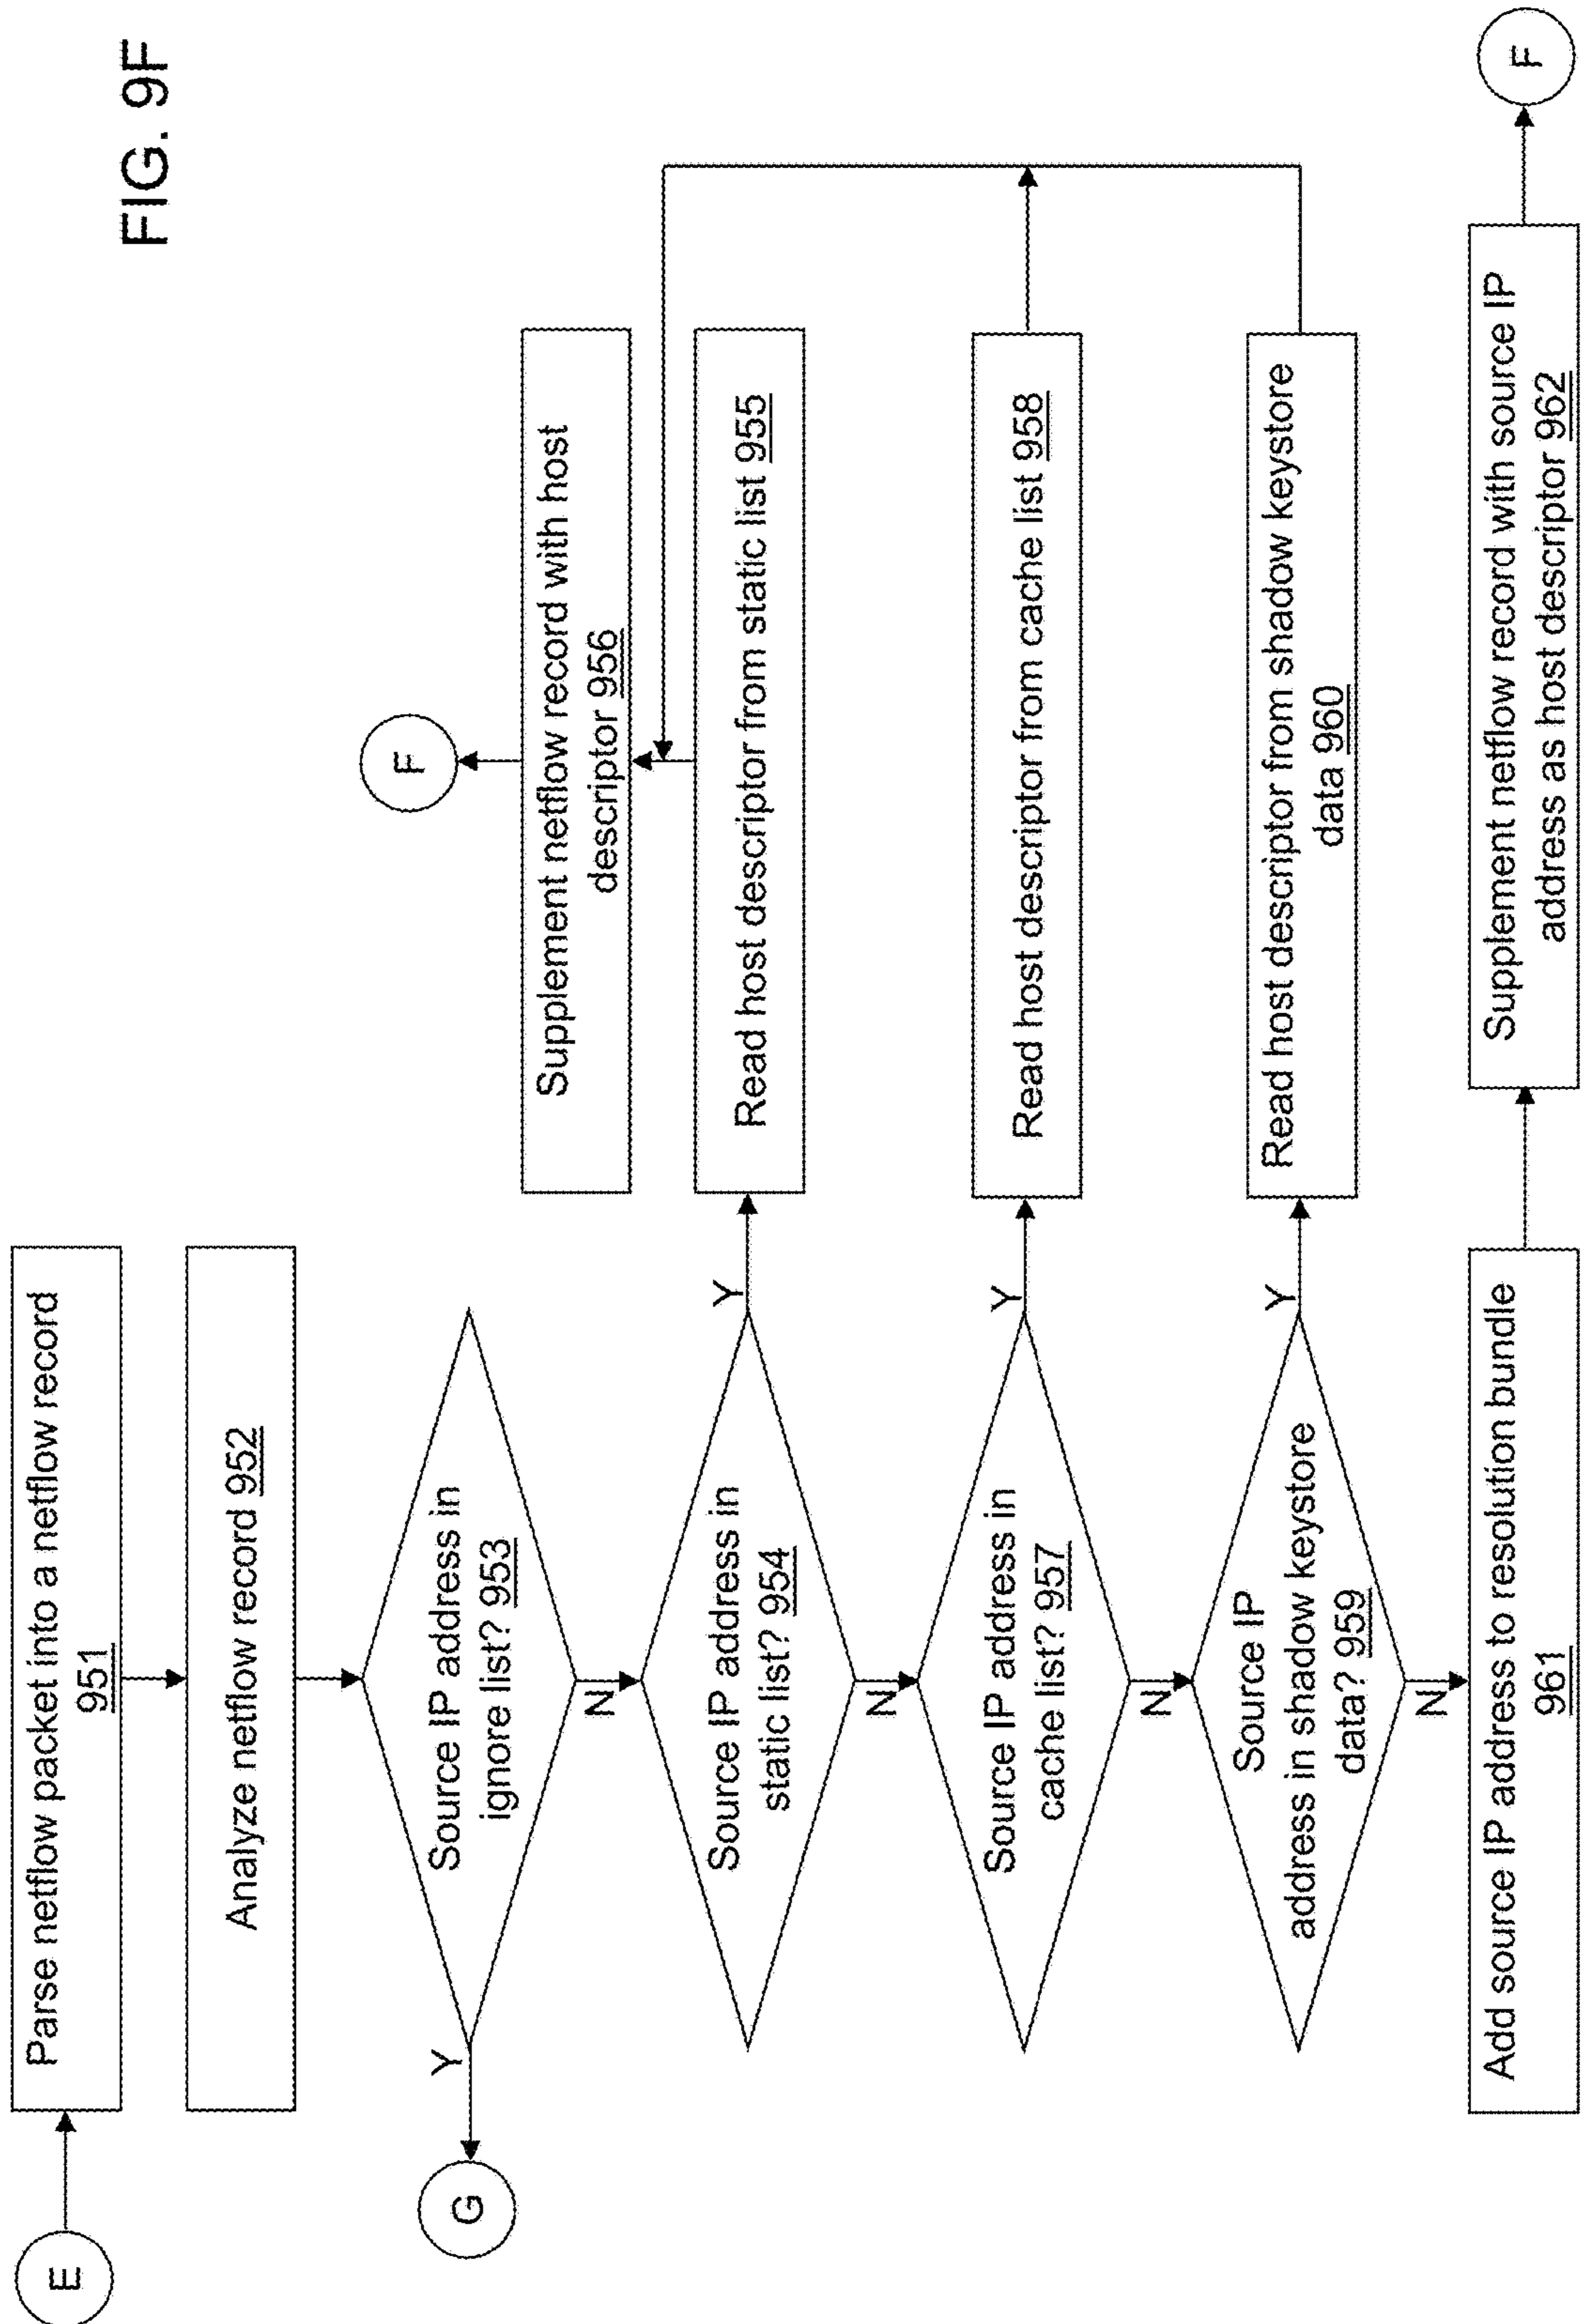 FIG. 9F
E
Parse netflow packet into a netflow record
951
Analyze netflow record 952
Source IP address in
ignore list? 953
Y
G
N
Source IP address in
static list? 954
Y
Read host descriptor from static list 955
Supplement netflow record with host
descriptor 956
F
N
Source IP address in
cache list? 957
Y
Read host descriptor from cache list 958
N
Source IP
address in shadow keystore
data? 959
Y
Read host descriptor from shadow keystore
data 960
N
Add source IP address to resolution bundle
961
Supplement netflow record with source IP
address as host descriptor 962
F